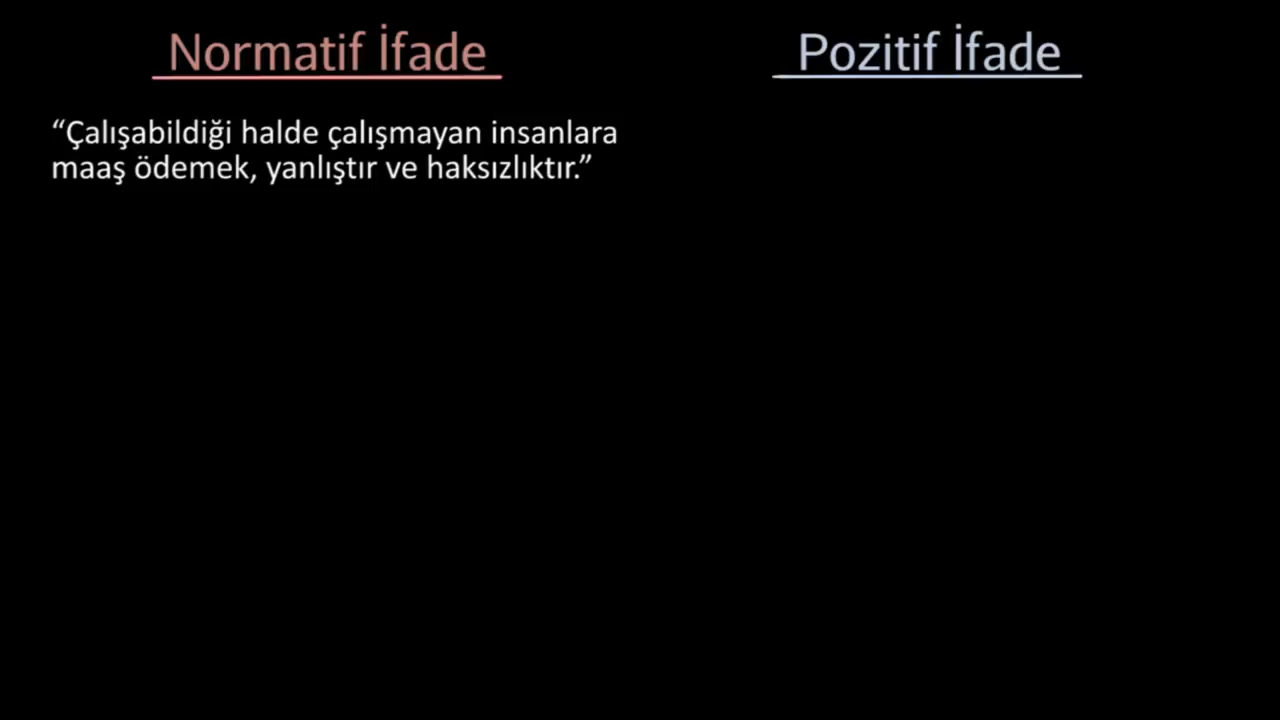 Normatif İfade
Pozitif İfade
“Çalışabildiği halde çalışmayan insanlara
maaş ödemek, yanlıştır ve haksızlıktır.”